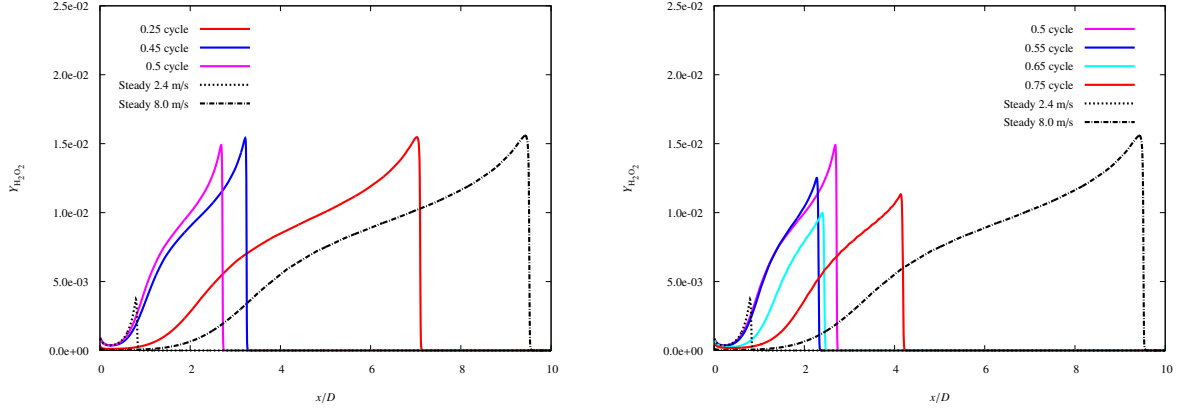 2.5e-02
2.0e-02
1.5e-02
1.0e-02
5.0e-03
0.0e+00
Y_{H_2O_2}
0.25 cycle
0.45 cycle
0.5 cycle
Steady 2.4 m/s
Steady 8.0 m/s
0 2 4 6 8 10
x/D
2.5e-02
2.0e-02
1.5e-02
1.0e-02
5.0e-03
0.0e+00
Y_{H_2O_2}
0.5 cycle
0.55 cycle
0.65 cycle
0.75 cycle
Steady 2.4 m/s
Steady 8.0 m/s
0 2 4 6 8 10
x/D